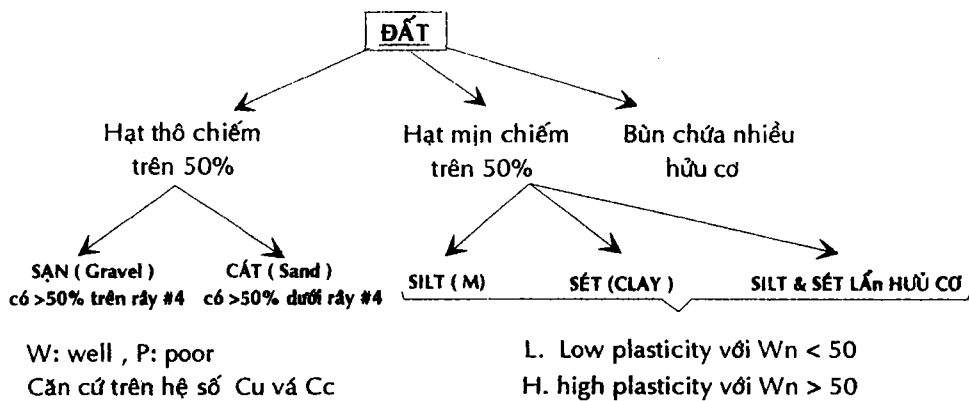 ĐẤT
Hạt thô chiếm
trên 50%
Hạt mịn chiếm
trên 50%
Bùn chứa nhiều
hửu cơ
SẠN ( Gravel )
có >50% trên rây #4
CÁT ( Sand )
có >50% dưới rây #4
SILT ( M)
SÉT (CLAY )
SILT & SÉT LẨn HƯÙ CƠ
W: well , P: poor
Căn cứ trên hệ số Cu vá Cc
L. Low plasticity với Wn < 50
H. high plasticity với Wn > 50